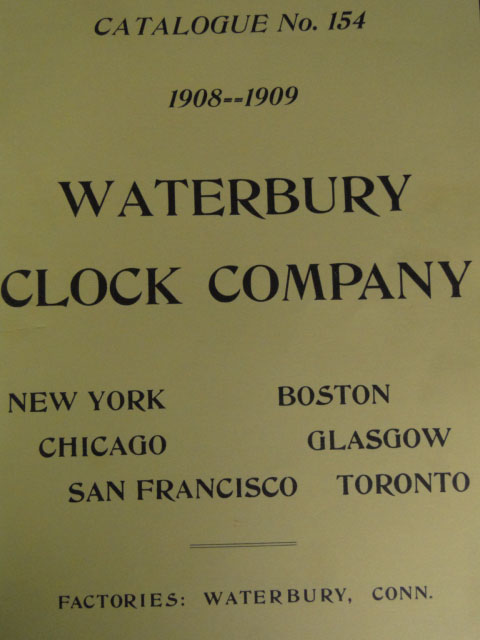 CATALOGUE No. 154
1908--1909
WATERBURY
CLOCK COMPANY
NEW YORK BOSTON
CHICAGO GLASGOW
SAN FRANCISCO TORONTO
FACTORIES: WATERBURY, CONN.